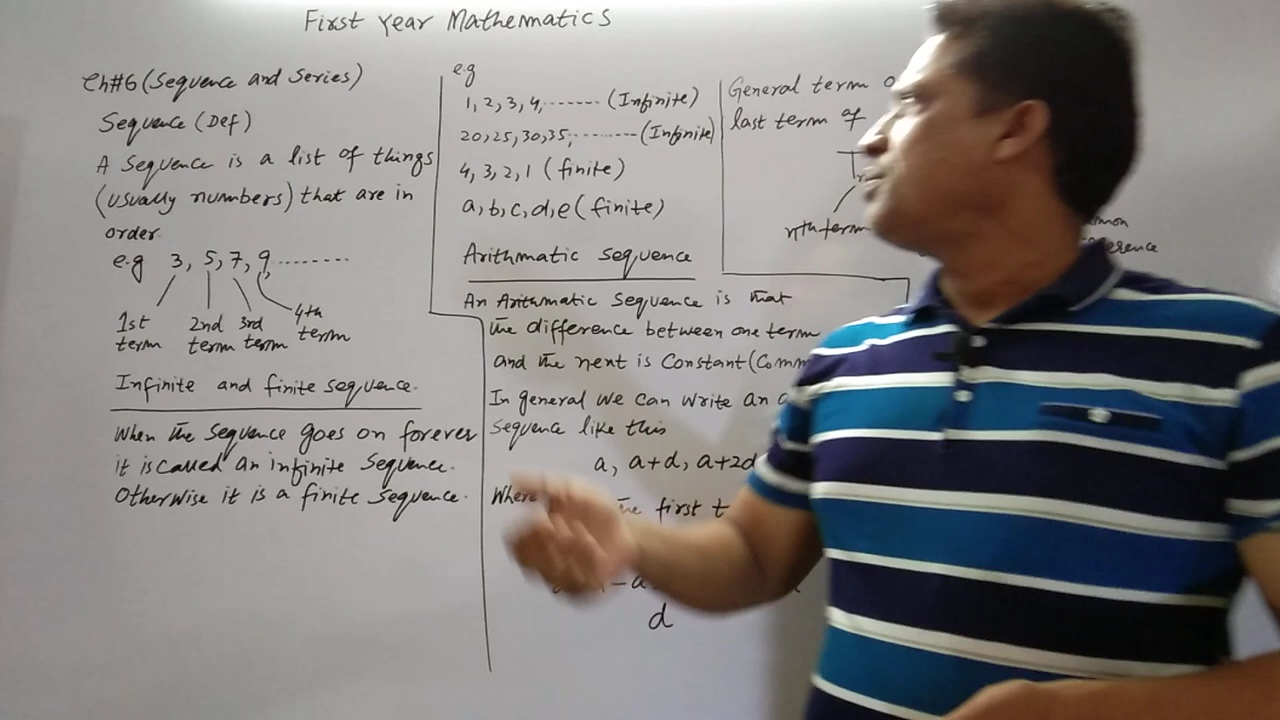 First Year Mathematics
Ch#6 (Sequence and Series)
Sequence (Def)
A Sequence is a list of things
(usually numbers) that are in
order.
e.g 3, 5, 7, 9, ........
1st 2nd 3rd 4th
term term term term
Infinite and finite sequence.
When the Sequence goes on forever
it is called an infinite Sequence.
Otherwise it is a finite Sequence.
e.g
1, 2, 3, 4, ....... (Infinite)
20, 25, 30, 35, ........ (Infinite)
4, 3, 2, 1 (finite)
a, b, c, d, e (finite)
Arithmatic Sequence
An Arithmatic Sequence is that
the difference between one term
and the next is Constant (Comm
In general we can write an a
Sequence like this
a, a+d, a+2d
Where
the first t
d
General term o
last term of
nth term